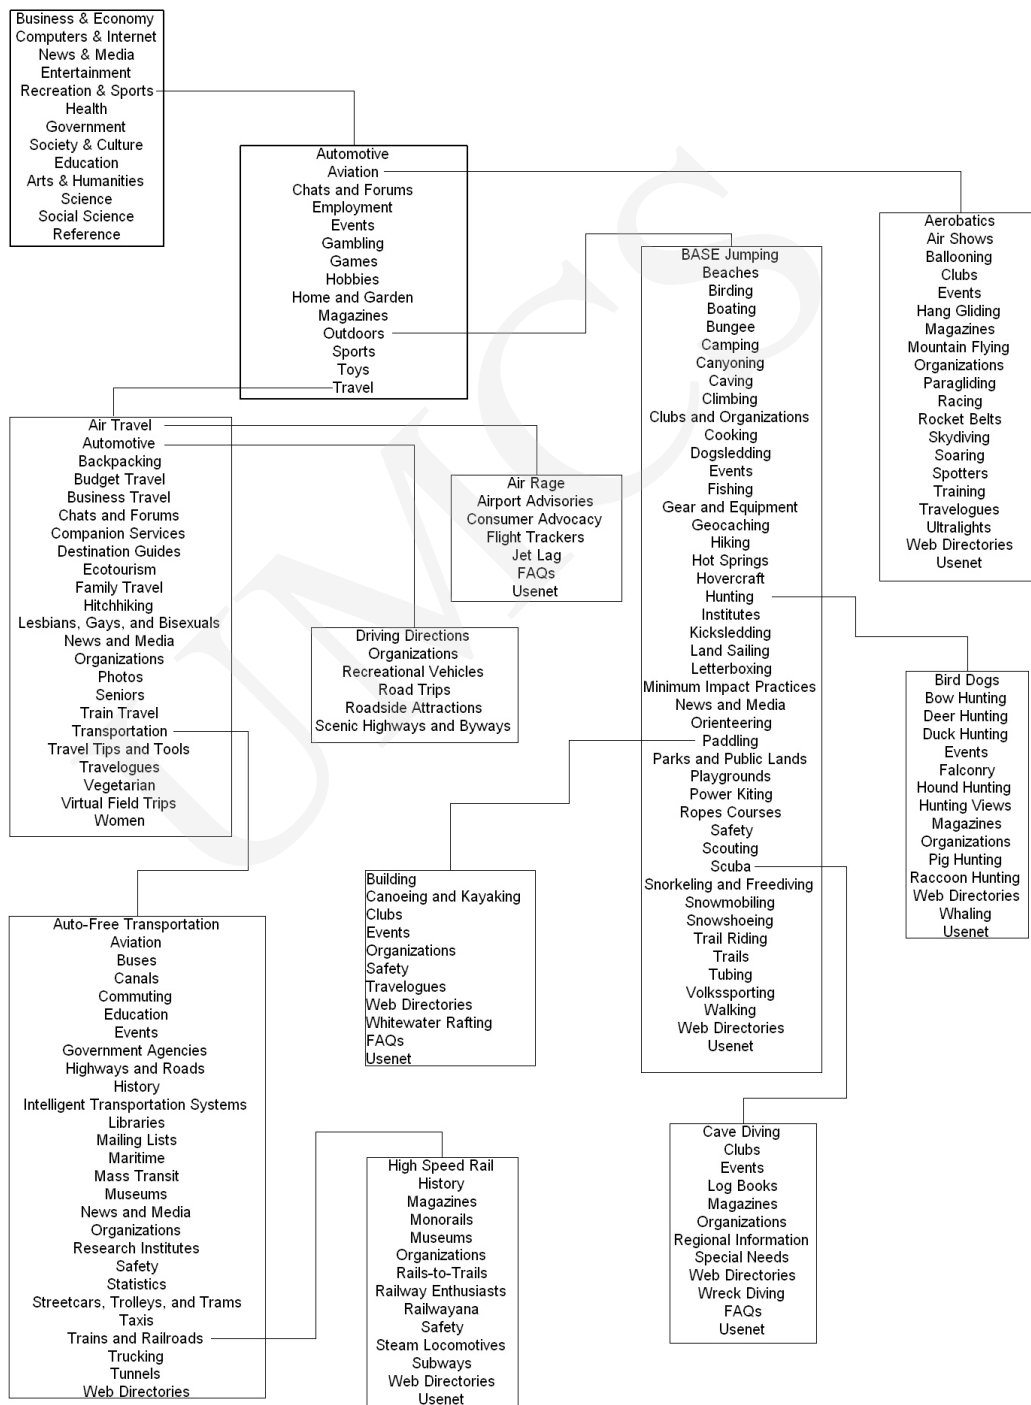 Business & Economy
Computers & Internet
News & Media
Entertainment
Recreation & Sports
Health
Government
Society & Culture
Education
Arts & Humanities
Science
Social Science
Reference
Automotive
Aviation
Chats and Forums
Employment
Events
Gambling
Games
Hobbies
Home and Garden
Magazines
Outdoors
Sports
Toys
Travel
Aerobatics
Air Shows
Ballooning
Clubs
Events
Hang Gliding
Magazines
Mountain Flying
Organizations
Paragliding
Racing
Rocket Belts
Skydiving
Soaring
Spotters
Training
Travelogues
Ultralights
Web Directories
Usenet
BASE Jumping
Beaches
Birding
Boating
Bungee
Camping
Canyoning
Caving
Climbing
Clubs and Organizations
Cooking
Dogsledding
Events
Fishing
Gear and Equipment
Geocaching
Hiking
Hot Springs
Hovercraft
Hunting
Institutes
Kicksledding
Land Sailing
Letterboxing
Minimum Impact Practices
News and Media
Orienteering
Paddling
Parks and Public Lands
Playgrounds
Power Kiting
Ropes Courses
Safety
Scouting
Scuba
Snorkeling and Freediving
Snowmobiling
Snowshoeing
Trail Riding
Trails
Tubing
Volkssporting
Walking
Web Directories
Usenet
Air Travel
Automotive
Backpacking
Budget Travel
Business Travel
Chats and Forums
Companion Services
Destination Guides
Ecotourism
Family Travel
Hitchhiking
Lesbians, Gays, and Bisexuals
News and Media
Organizations
Photos
Seniors
Train Travel
Transportation
Travel Tips and Tools
Travelogues
Vegetarian
Virtual Field Trips
Women
Air Rage
Airport Advisories
Consumer Advocacy
Flight Trackers
Jet Lag
FAQs
Usenet
Driving Directions
Organizations
Recreational Vehicles
Road Trips
Roadside Attractions
Scenic Highways and Byways
Bird Dogs
Bow Hunting
Deer Hunting
Duck Hunting
Events
Falconry
Hound Hunting
Hunting Views
Magazines
Organizations
Pig Hunting
Raccoon Hunting
Web Directories
Whaling
Usenet
Building
Canoeing and Kayaking
Clubs
Events
Organizations
Safety
Travelogues
Web Directories
Whitewater Rafting
FAQs
Usenet
Auto-Free Transportation
Aviation
Buses
Canals
Commuting
Education
Events
Government Agencies
Highways and Roads
History
Intelligent Transportation Systems
Libraries
Mailing Lists
Maritime
Mass Transit
Museums
News and Media
Organizations
Research Institutes
Safety
Statistics
Streetcars, Trolleys, and Trams
Taxis
Trains and Railroads
Trucking
Tunnels
Web Directories
High Speed Rail
History
Magazines
Monorails
Museums
Organizations
Rails-to-Trails
Railway Enthusiasts
Railwayana
Safety
Steam Locomotives
Subways
Web Directories
Usenet
Cave Diving
Clubs
Events
Log Books
Magazines
Organizations
Regional Information
Special Needs
Web Directories
Wreck Diving
FAQs
Usenet
UMCS